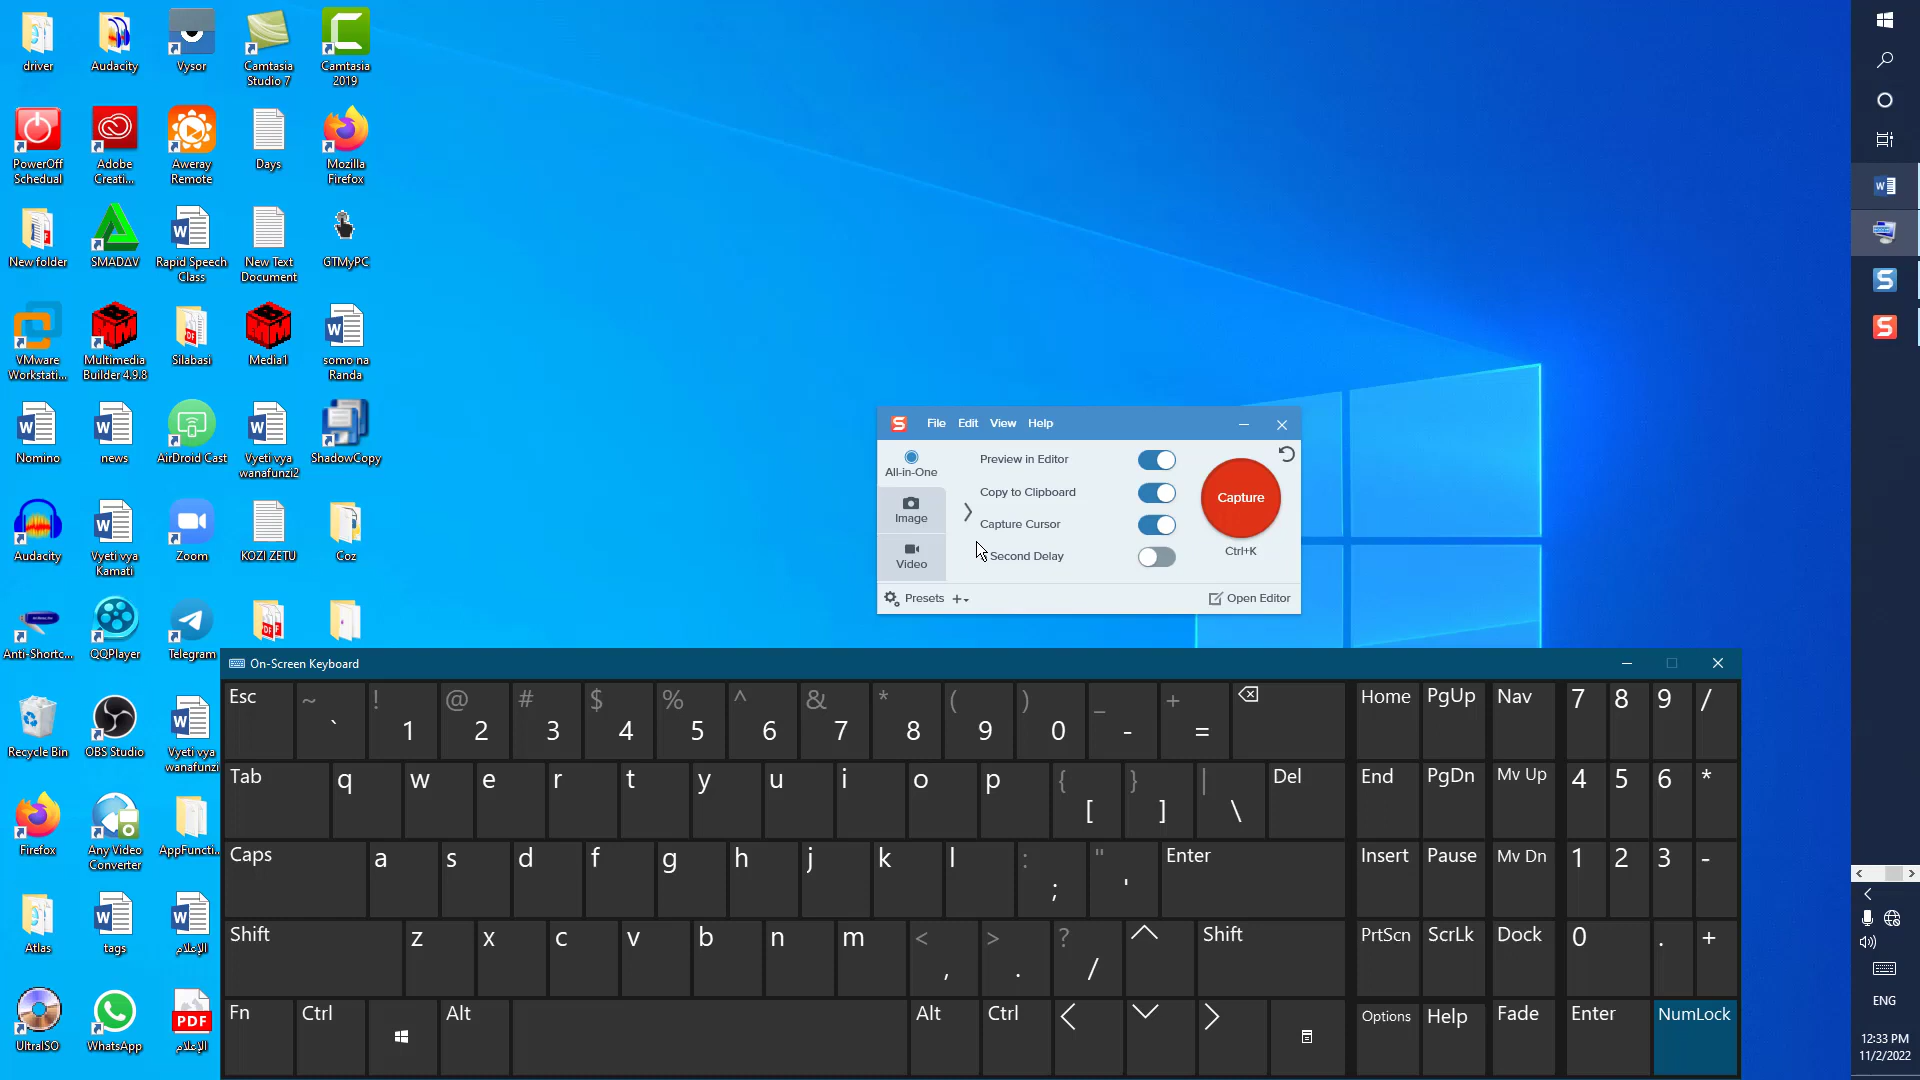 driver
Audacity
Vysor
Camtasia
Studio 7
Camtasia
2019
PowerOff
Schedual
Adobe
Creati...
Aweray
Remote
Days
Mozilla
Firefox
New folder
SMADΔV
Rapid Speech
Class
New Text
Document
GTMyPC
VMware
Workstati...
Multimedia
Builder 4.9.8
Silabasi
Media1
somo na
Randa
Nomino
news
AirDroid Cast
Vyeti vya
wanafunzi2
ShadowCopy
Audacity
Vyeti vya
Kamati
Zoom
KOZI ZETU
Coz
Anti-Shortc...
QQPlayer
Telegram
Recycle Bin
OBS Studio
Vyeti vya
wanafunzi
Firefox
Any Video
Converter
AppFuncti...
Atlas
tags
الإعلام
UltraISO
WhatsApp
PDF
الإعلام
File Edit View Help
All-in-One
Image
Video
Preview in Editor
Copy to Clipboard
Capture Cursor
Second Delay
Capture
Ctrl+K
Presets
Open Editor
On-Screen Keyboard
Esc ~ ` ! 1 @ 2 # 3 $ 4 % 5 ^ 6 & 7 * 8 ( 9 ) 0 _ - + = Home PgUp Nav 7 8 9 /
Tab q w e r t y u i o p { [ } ] | \ Del End PgDn Mv Up 4 5 6 *
Caps a s d f g h j k l : ; " ' Enter Insert Pause Mv Dn 1 2 3 -
Shift z x c v b n m < , > . ? / Shift PrtScn ScrLk Dock 0 . +
Fn Ctrl Alt Alt Ctrl Options Help Fade Enter NumLock
ENG
12:33 PM
11/2/2022